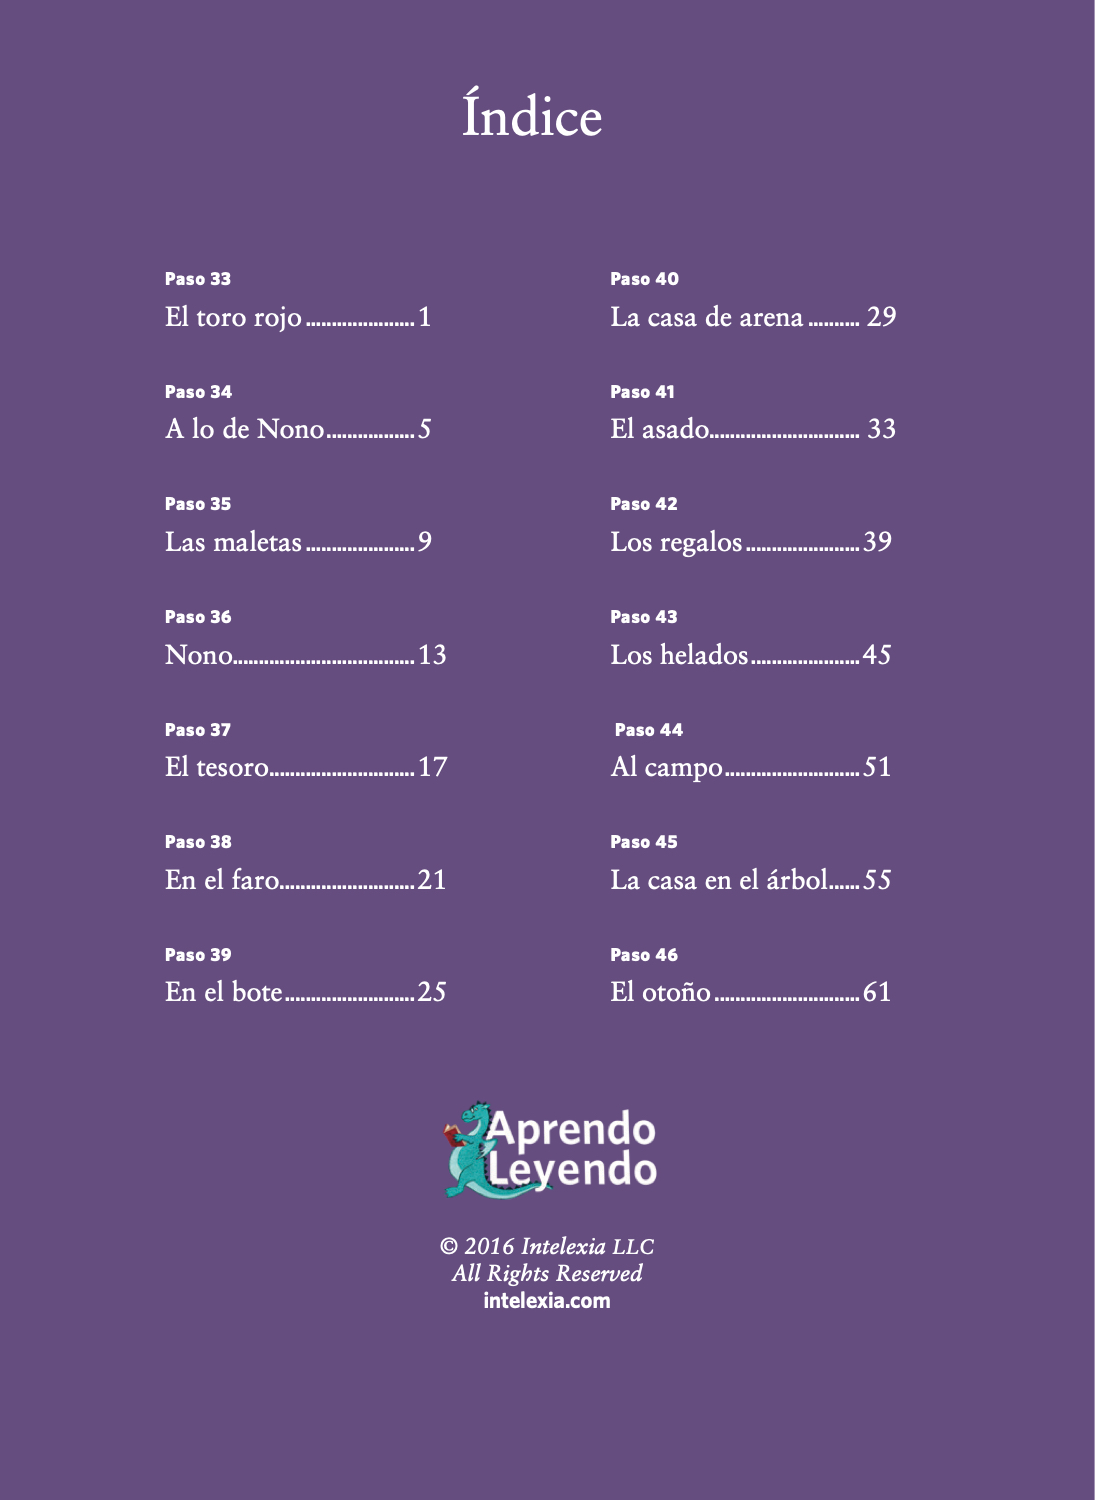 Índice
Paso 33
El toro rojo.....................1
Paso 34
A lo de Nono.................5
Paso 35
Las maletas.....................9
Paso 36
Nono...................................13
Paso 37
El tesoro............................17
Paso 38
En el faro..........................21
Paso 39
En el bote.........................25
Paso 40
La casa de arena.......... 29
Paso 41
El asado............................. 33
Paso 42
Los regalos......................39
Paso 43
Los helados.....................45
Paso 44
Al campo..........................51
Paso 45
La casa en el árbol......55
Paso 46
El otoño............................61
Aprendo
Leyendo
© 2016 Intelexia LLC
All Rights Reserved
intelexia.com